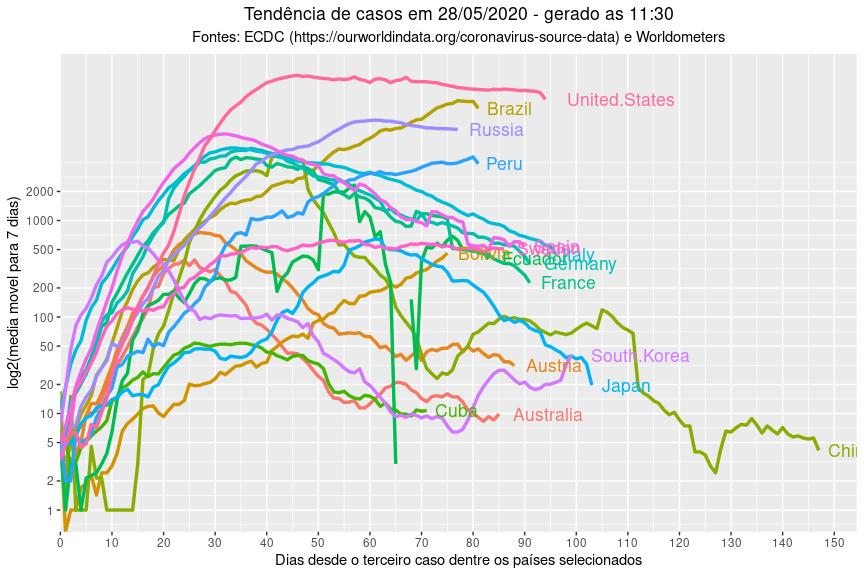 Tendência de casos em 28/05/2020 - gerado as 11:30
Fontes: ECDC (https://ourworldindata.org/coronavirus-source-data) e Worldometers
log2(media movel para 7 dias)
2000
1000
500
200
100
50
20
10
5
2
1
United.States
Brazil
Russia
Peru
Spain
Sweden
Italy
Bolivia
Ecuador
Germany
France
South.Korea
Austria
Japan
Cuba
Australia
Chi
0 10 20 30 40 50 60 70 80 90 100 110 120 130 140 150
Dias desde o terceiro caso dentre os países selecionados